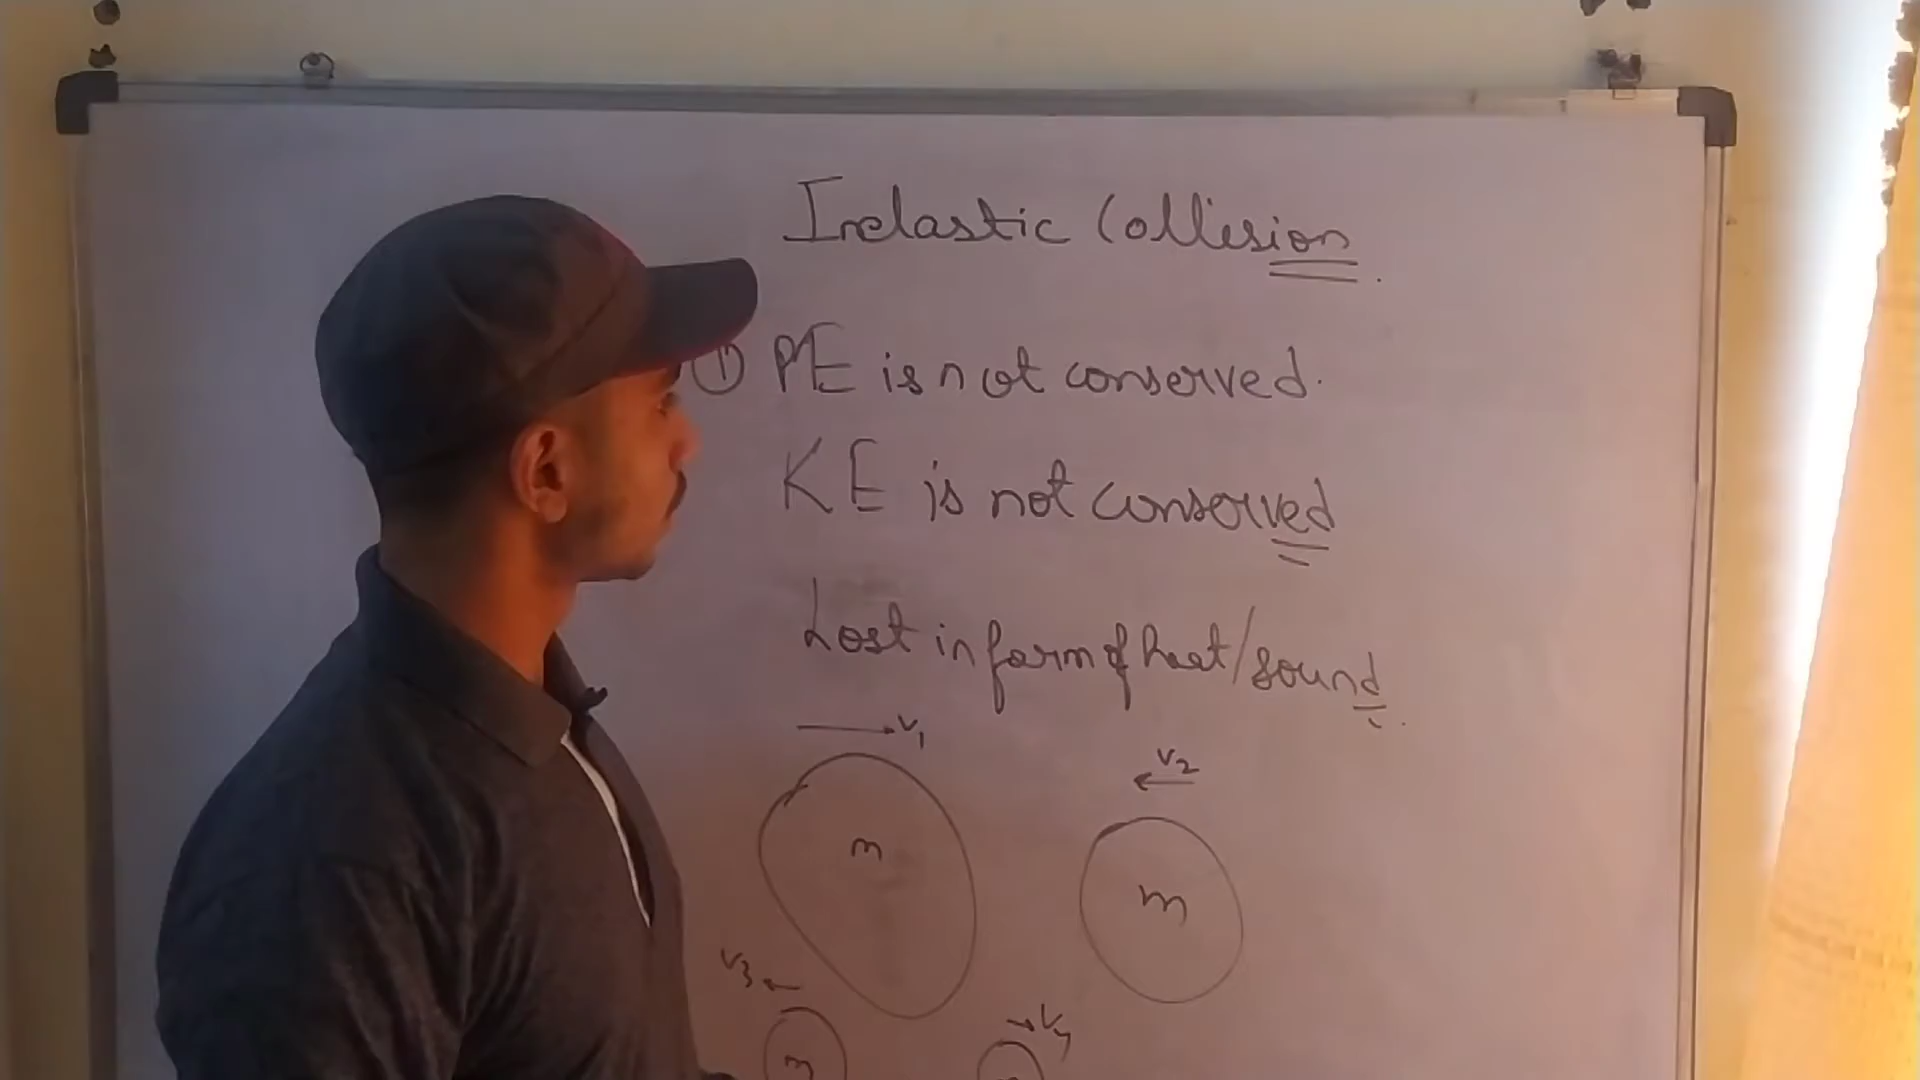 Inelastic Collision
① PE is not conserved.
KE is not conserved
Lost in form of heat/sound.
v1
v2
m
m
v3
v4
m